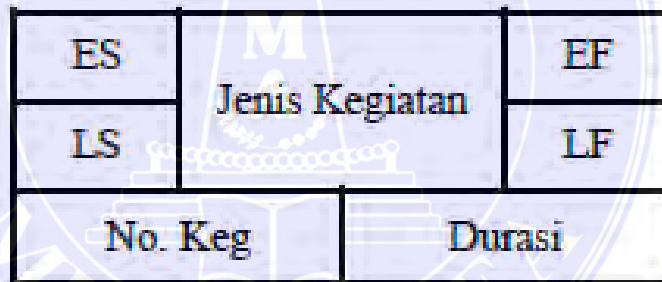 ES EF
Jenis Kegiatan
LS LF
No. Keg Durasi